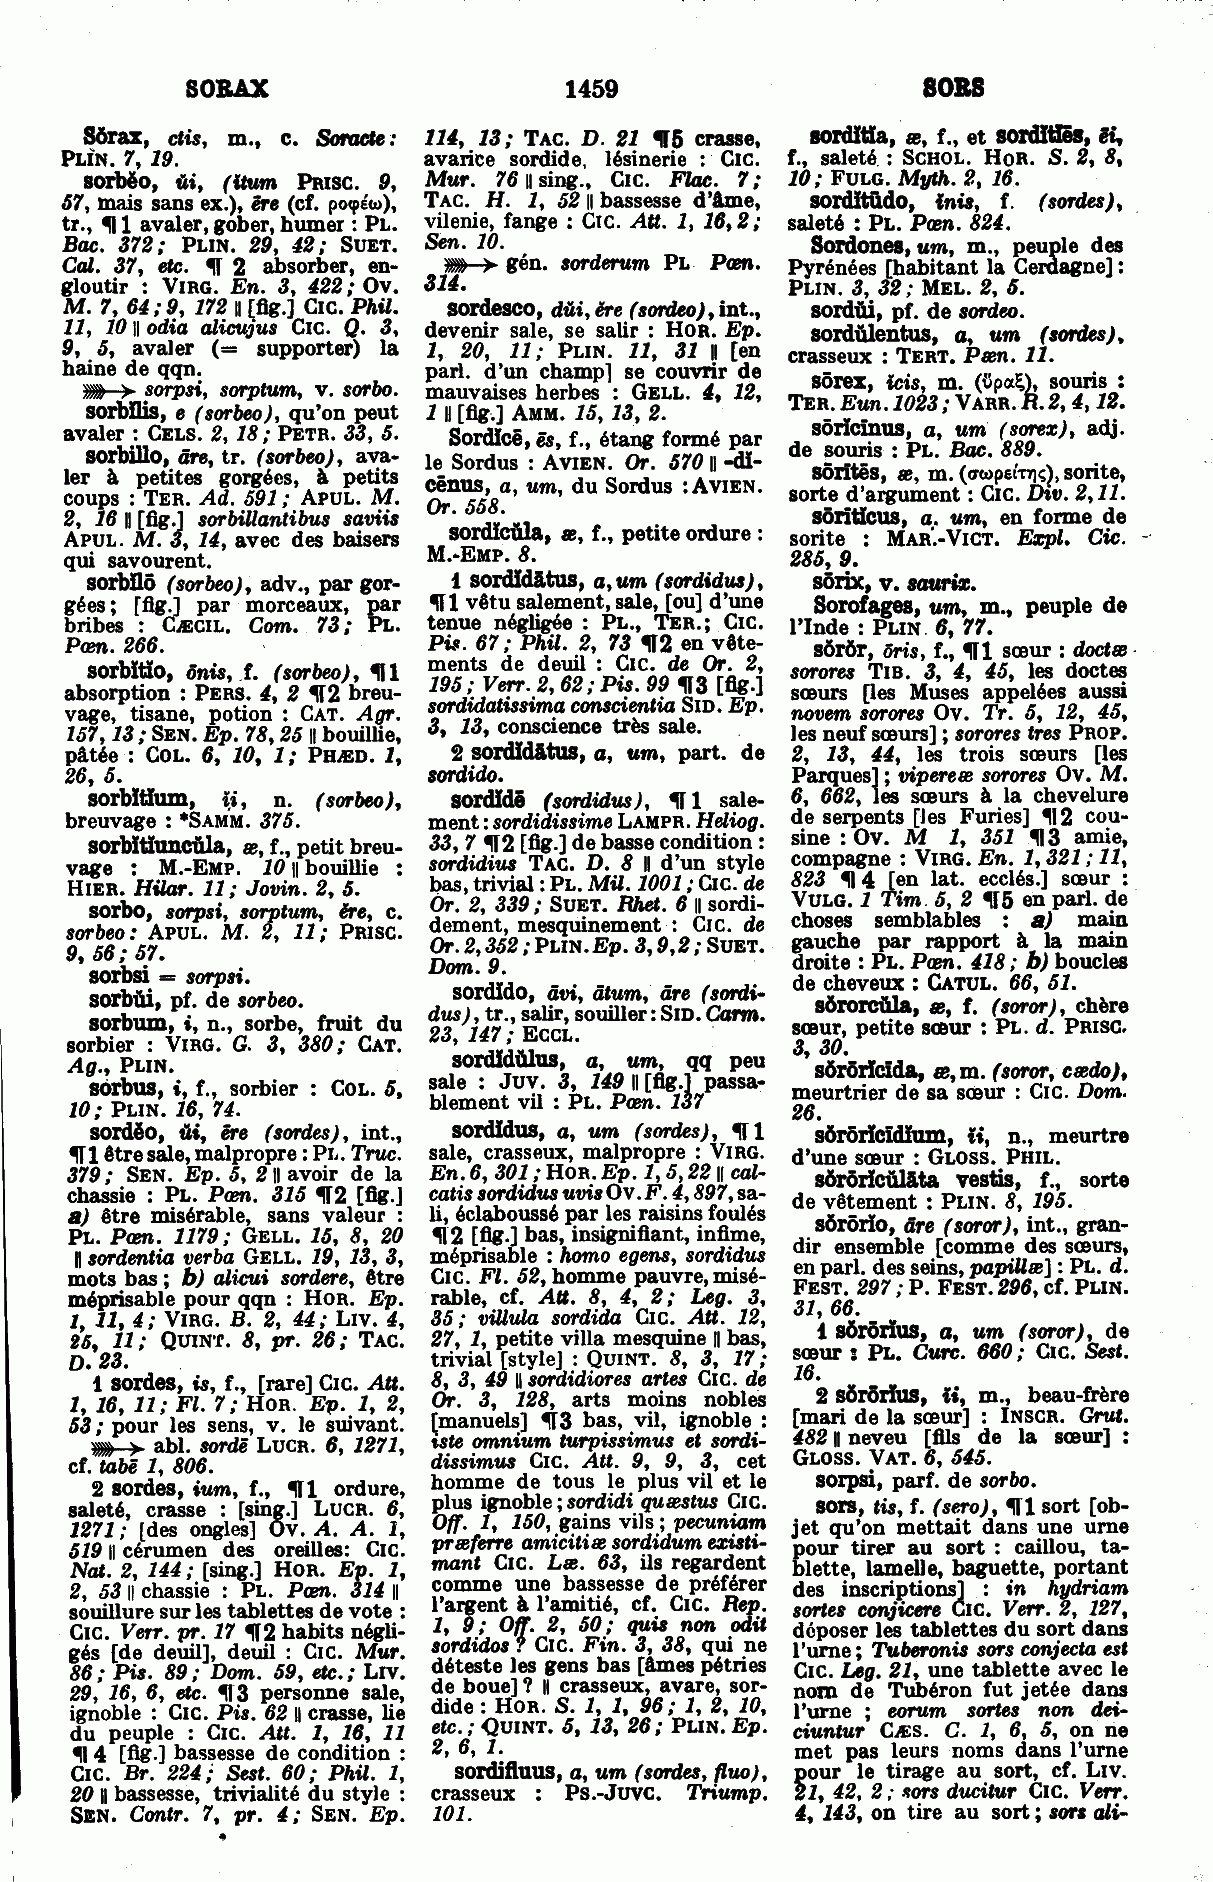 SORAX
1459
SORS
Sōrax, ctis, m., c. Soracte :
PLIN. 7, 19.
sorbĕo, ŭi, (itum PRISC. 9,
57, mais sans ex.), ēre (cf. ροφέω),
tr., ¶ 1 avaler, gober, humer : PL.
Bac. 372 ; PLIN. 29, 42 ; SUET.
Cal. 37, etc. ¶ 2 absorber, en-
gloutir : VIRG. En. 3, 422 ; OV.
M. 7, 64 ; 9, 172 || [fig.] CIC. Phil.
11, 10 || odia alicujus CIC. Q. 3,
9, 5, avaler (= supporter) la
haine de qqn.
➳ sorpsi, sorptum, v. sorbo.
sorbĭlis, e (sorbeo), qu'on peut
avaler : CELS. 2, 18 ; PETR. 33, 5.
sorbillo, āre, tr. (sorbeo), ava-
ler à petites gorgées, à petits
coups : TER. Ad. 591 ; APUL. M.
2, 16 || [fig.] sorbillantibus saviis
APUL. M. 3, 14, avec des baisers
qui savourent.
sorbĭlō (sorbeo), adv., par gor-
gées ; [fig.] par morceaux, par
bribes : CÆCIL. Com. 73 ; PL.
Pœn. 266.
sorbĭtĭo, ōnis, f. (sorbeo), ¶ 1
absorption : PERS. 4, 2 ¶ 2 breu-
vage, tisane, potion : CAT. Agr.
157, 13 ; SEN. Ep. 78, 25 || bouillie,
pâtée : COL. 6, 10, 1 ; PHÆD. 1,
26, 5.
sorbĭtĭum, ĭi, n. (sorbeo),
breuvage : *SAMM. 375.
sorbĭtĭuncŭla, æ, f., petit breu-
vage : M.-EMP. 10 || bouillie :
HIER. Hilar. 11 ; Jovin. 2, 5.
sorbo, sorpsi, sorptum, ĕre, c.
sorbeo : APUL. M. 2, 11 ; PRISC.
9, 56 ; 57.
sorbsi = sorpsi.
sorbŭi, pf. de sorbeo.
sorbum, i, n., sorbe, fruit du
sorbier : VIRG. G. 3, 380 ; CAT.
Ag., PLIN.
sorbus, i, f., sorbier : COL. 5,
10 ; PLIN. 16, 74.
sordĕo, ŭi, ēre (sordes), int.,
¶ 1 être sale, malpropre : PL. Truc.
379 ; SEN. Ep. 5, 2 || avoir de la
chassie : PL. Pœn. 315 ¶ 2 [fig.]
a) être misérable, sans valeur :
PL. Pœn. 1179 ; GELL. 15, 8, 20
|| sordentia verba GELL. 19, 13, 3,
mots bas ; b) alicui sordere, être
méprisable pour qqn : HOR. Ep.
1, 11, 4 ; VIRG. B. 2, 44 ; LIV. 4,
25, 11 ; QUINT. 8, pr. 26 ; TAC.
D. 23.
1 sordes, is, f., [rare] CIC. Att.
1, 16, 11 ; Fl. 7 ; HOR. Ep. 1, 2,
53 ; pour les sens, v. le suivant.
➳ abl. sordē LUCR. 6, 1271,
cf. tabē 1, 806.
2 sordes, ium, f., ¶ 1 ordure,
saleté, crasse : [sing.] LUCR. 6,
1271 ; [des ongles] OV. A. A. 1,
519 || cérumen des oreilles: CIC.
Nat. 2, 144 ; [sing.] HOR. Ep. 1,
2, 53 || chassie : PL. Pœn. 314 ||
souillure sur les tablettes de vote :
CIC. Verr. pr. 17 ¶ 2 habits négli-
gés [de deuil], deuil : CIC. Mur.
86 ; Pis. 89 ; Dom. 59, etc. ; LIV.
29, 16, 6, etc. ¶ 3 personne sale,
ignoble : CIC. Pis. 62 || crasse, lie
du peuple : CIC. Att. 1, 16, 11
¶ 4 [fig.] bassesse de condition :
CIC. Br. 224 ; Sest. 60 ; Phil. 1,
20 || bassesse, trivialité du style :
SEN. Contr. 7, pr. 4 ; SEN. Ep.
114, 13 ; TAC. D. 21 ¶ 5 crasse,
avarice sordide, lésinerie : CIC.
Mur. 76 || sing., CIC. Flac. 7 ;
TAC. H. 1, 52 || bassesse d'âme,
vilenie, fange : CIC. Att. 1, 16, 2 ;
Sen. 10.
➳ gén. sorderum PL Pœn.
314.
sordesco, dŭi, ĕre (sordeo), int.,
devenir sale, se salir : HOR. Ep.
1, 20, 11 ; PLIN. 11, 31 || [en
parl. d'un champ] se couvrir de
mauvaises herbes : GELL. 4, 12,
1 || [fig.] AMM. 15, 13, 2.
Sordĭcē, ēs, f., étang formé par
le Sordus : AVIEN. Or. 570 || -dĭ-
cēnus, a, um, du Sordus : AVIEN.
Or. 558.
sordĭcŭla, æ, f., petite ordure :
M.-EMP. 8.
1 sordĭdātus, a, um (sordidus),
¶ 1 vêtu salement, sale, [ou] d'une
tenue négligée : PL., TER. ; CIC.
Pis. 67 ; Phil. 2, 73 ¶ 2 en vête-
ments de deuil : CIC. de Or. 2,
195 ; Verr. 2, 62 ; Pis. 99 ¶ 3 [fig.]
sordidatissima conscientia SID. Ep.
3, 13, conscience très sale.
2 sordĭdātus, a, um, part. de
sordido.
sordĭdē (sordidus), ¶ 1 sale-
ment : sordidissime LAMPR. Heliog.
33, 7 ¶ 2 [fig.] de basse condition :
sordidius TAC. D. 8 || d'un style
bas, trivial : PL. Mil. 1001 ; CIC. de
Or. 2, 339 ; SUET. Rhet. 6 || sordi-
dement, mesquinement : CIC. de
Or. 2, 352 ; PLIN. Ep. 3, 9, 2 ; SUET.
Dom. 9.
sordĭdo, āvi, ātum, āre (sordi-
dus), tr., salir, souiller : SID. Carm.
23, 147 ; ECCL.
sordĭdŭlus, a, um, qq peu
sale : JUV. 3, 149 || [fig.] passa-
blement vil : PL. Pœn. 137
sordĭdus, a, um (sordes), ¶ 1
sale, crasseux, malpropre : VIRG.
En. 6, 301 ; HOR. Ep. 1, 5, 22 || cal-
catis sordidus uvis OV. F. 4, 897, sa-
li, éclaboussé par les raisins foulés
¶ 2 [fig.] bas, insignifiant, infime,
méprisable : homo egens, sordidus
CIC. Fl. 52, homme pauvre, misé-
rable, cf. Att. 8, 4, 2 ; Leg. 3,
35 ; villula sordida CIC. Att. 12,
27, 1, petite villa mesquine || bas,
trivial [style] : QUINT. 8, 3, 17 ;
8, 3, 49 || sordidiores artes CIC. de
Or. 3, 128, arts moins nobles
[manuels] ¶ 3 bas, vil, ignoble :
iste omnium turpissimus et sordi-
dissimus CIC. Att. 9, 9, 3, cet
homme de tous le plus vil et le
plus ignoble ; sordidi quæstus CIC.
Off. 1, 150, gains vils ; pecuniam
præferre amicitiæ sordidum existi-
mant CIC. Læ. 63, ils regardent
comme une bassesse de préférer
l'argent à l'amitié, cf. CIC. Rep.
1, 9 ; Off. 2, 50 ; quis non odit
sordidos ? CIC. Fin. 3, 38, qui ne
déteste les gens bas [âmes pétries
de boue] ? || crasseux, avare, sor-
dide : HOR. S. 1, 1, 96 ; 1, 2, 10,
etc. ; QUINT. 5, 13, 26 ; PLIN. Ep.
2, 6, 1.
sordifluus, a, um (sordes, fluo),
crasseux : PS.-JUVC. Triump.
101.
sordĭtĭa, æ, f., et sordĭtĭēs, ēi,
f., saleté : SCHOL. HOR. S. 2, 8,
10 ; FULG. Myth. 2, 16.
sordĭtūdo, ĭnis, f. (sordes),
saleté : PL. Pœn. 824.
Sordones, um, m., peuple des
Pyrénées [habitant la Cerdagne] :
PLIN. 3, 32 ; MEL. 2, 5.
sordŭi, pf. de sordeo.
sordŭlentus, a, um (sordes),
crasseux : TERT. Pæn. 11.
sōrex, ĭcis, m. (ὕραξ), souris :
TER. Eun. 1023 ; VARR. R. 2, 4, 12.
sōrĭcīnus, a, um (sorex), adj.
de souris : PL. Bac. 889.
sōrītēs, æ, m. (σωρείτης), sorite,
sorte d'argument : CIC. Div. 2, 11.
sōrītĭcus, a, um, en forme de
sorite : MAR.-VICT. Expl. Cic.
285, 9.
sōrix, v. saurix.
Sorofages, um, m., peuple de
l'Inde : PLIN. 6, 77.
sŏrŏr, ōris, f., ¶ 1 sœur : doctæ
sorores TIB. 3, 4, 45, les doctes
sœurs [les Muses appelées aussi
novem sorores OV. Tr. 5, 12, 45,
les neuf sœurs] ; sorores tres PROP.
2, 13, 44, les trois sœurs [les
Parques] ; vipereæ sorores OV. M.
6, 662, les sœurs à la chevelure
de serpents [les Furies] ¶ 2 cou-
sine : OV. M 1, 351 ¶ 3 amie,
compagne : VIRG. En. 1, 321 ; 11,
823 ¶ 4 [en lat. ecclés.] sœur :
VULG. 1 Tim. 5, 2 ¶ 5 en parl. de
choses semblables : a) main
gauche par rapport à la main
droite : PL. Pœn. 418 ; b) boucles
de cheveux : CATUL. 66, 51.
sŏrorcŭla, æ, f. (soror), chère
sœur, petite sœur : PL. d. PRISC.
3, 30.
sŏrōrĭcīda, æ, m. (soror, cædo),
meurtrier de sa sœur : CIC. Dom.
26.
sŏrōrĭcīdĭum, ĭi, n., meurtre
d'une sœur : GLOSS. PHIL.
sŏrōrĭcŭlāta vestis, f., sorte
de vêtement : PLIN. 8, 195.
sŏrōrĭo, āre (soror), int., gran-
dir ensemble [comme des sœurs,
en parl. des seins, papillæ] : PL. d.
FEST. 297 ; P. FEST. 296, cf. PLIN.
31, 66.
1 sŏrōrĭus, a, um (soror), de
sœur : PL. Curc. 660 ; CIC. Sest.
16.
2 sŏrōrĭus, ĭi, m., beau-frère
[mari de la sœur] : INSCR. Grut.
482 || neveu [fils de la sœur] :
GLOSS. VAT. 6, 545.
sorpsi, parf. de sorbo.
sors, tis, f. (sero), ¶ 1 sort [ob-
jet qu'on mettait dans une urne
pour tirer au sort : caillou, ta-
blette, lamelle, baguette, portant
des inscriptions] : in hydriam
sortes conjicere CIC. Verr. 2, 127,
déposer les tablettes du sort dans
l'urne ; Tuberonis sors conjecta est
CIC. Leg. 21, une tablette avec le
nom de Tubéron fut jetée dans
l'urne ; eorum sortes non dei-
ciuntur CÆS. C. 1, 6, 5, on ne
met pas leurs noms dans l'urne
pour le tirage au sort, cf. LIV.
21, 42, 2 ; sors ducitur CIC. Verr.
4, 143, on tire au sort ; sors ali-